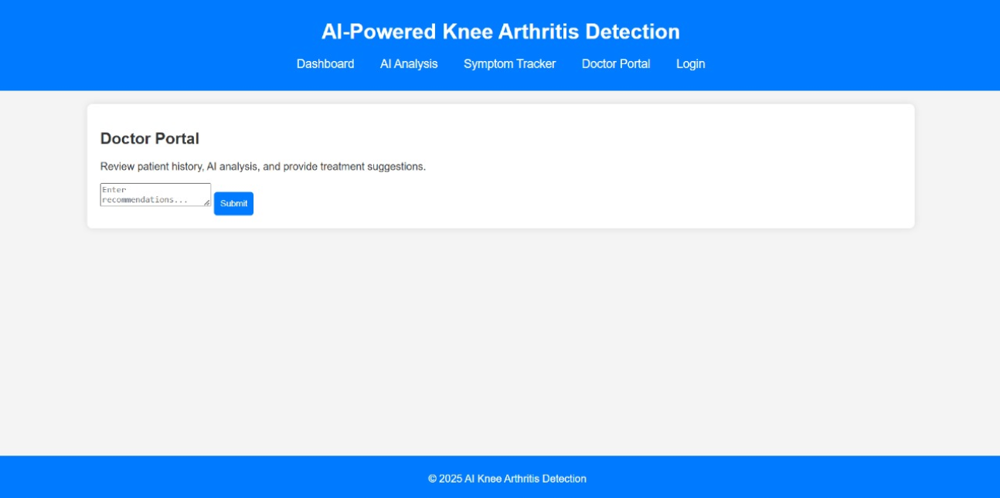 AI-Powered Knee Arthritis Detection
Dashboard AI Analysis Symptom Tracker Doctor Portal Login
Doctor Portal
Review patient history, AI analysis, and provide treatment suggestions.
Enter
recommendations...
Submit
© 2025 AI Knee Arthritis Detection